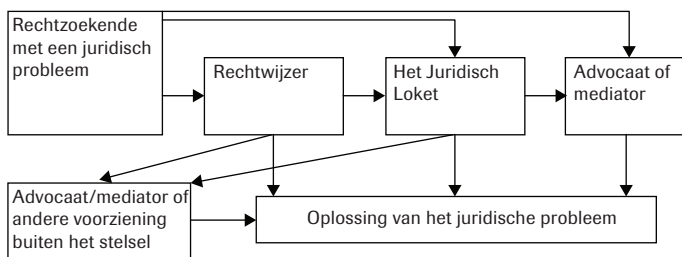 Rechtzoekende
met een juridisch
probleem
Rechtwijzer
Het Juridisch
Loket
Advocaat of
mediator
Advocaat/mediator of
andere voorziening
buiten het stelsel
Oplossing van het juridische probleem